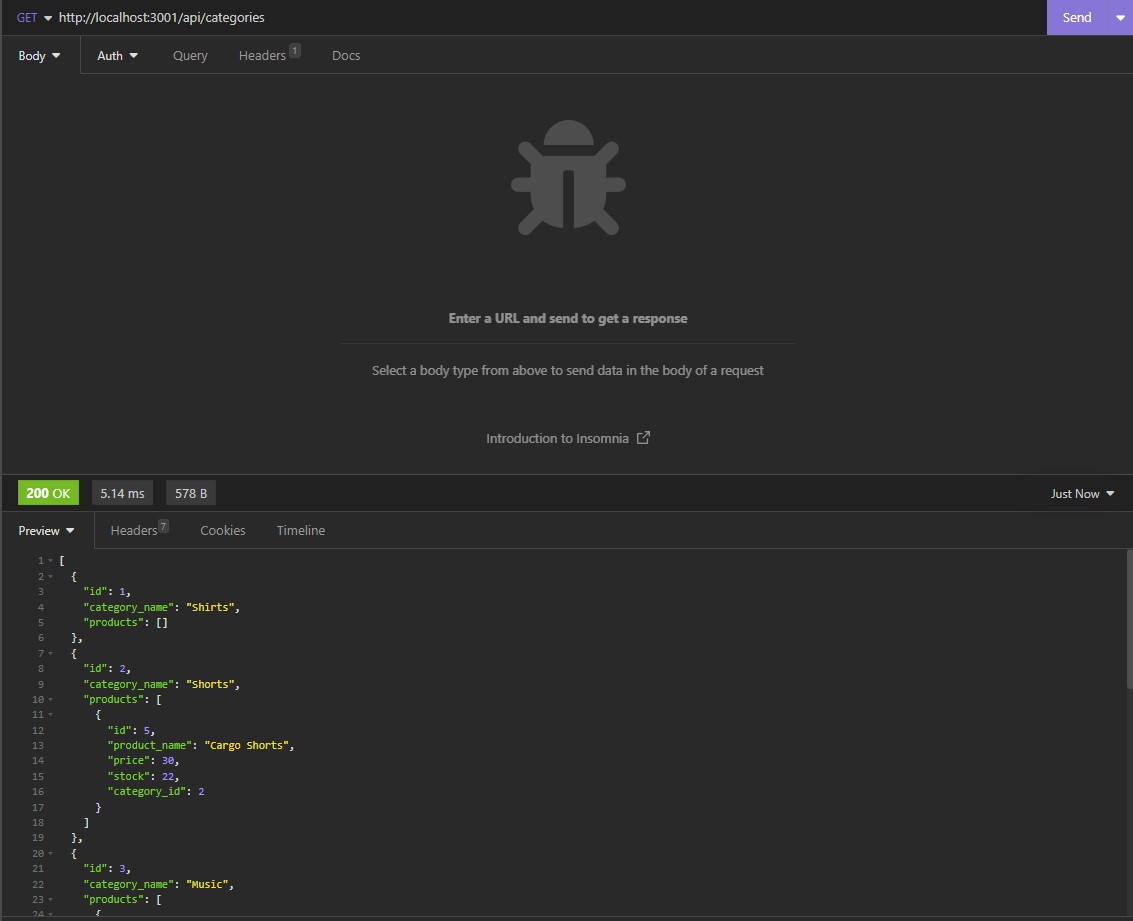 GET http://localhost:3001/api/categories Send
Body Auth Query Headers 1 Docs
Enter a URL and send to get a response
Select a body type from above to send data in the body of a request
Introduction to Insomnia
200 OK 5.14 ms 578 B Just Now
Preview Headers 7 Cookies Timeline
1 [
2 {
3 "id": 1,
4 "category_name": "Shirts",
5 "products": []
6 },
7 {
8 "id": 2,
9 "category_name": "Shorts",
10 "products": [
11 {
12 "id": 5,
13 "product_name": "Cargo Shorts",
14 "price": 30,
15 "stock": 22,
16 "category_id": 2
17 }
18 ]
19 },
20 {
21 "id": 3,
22 "category_name": "Music",
23 "products": [
24 {